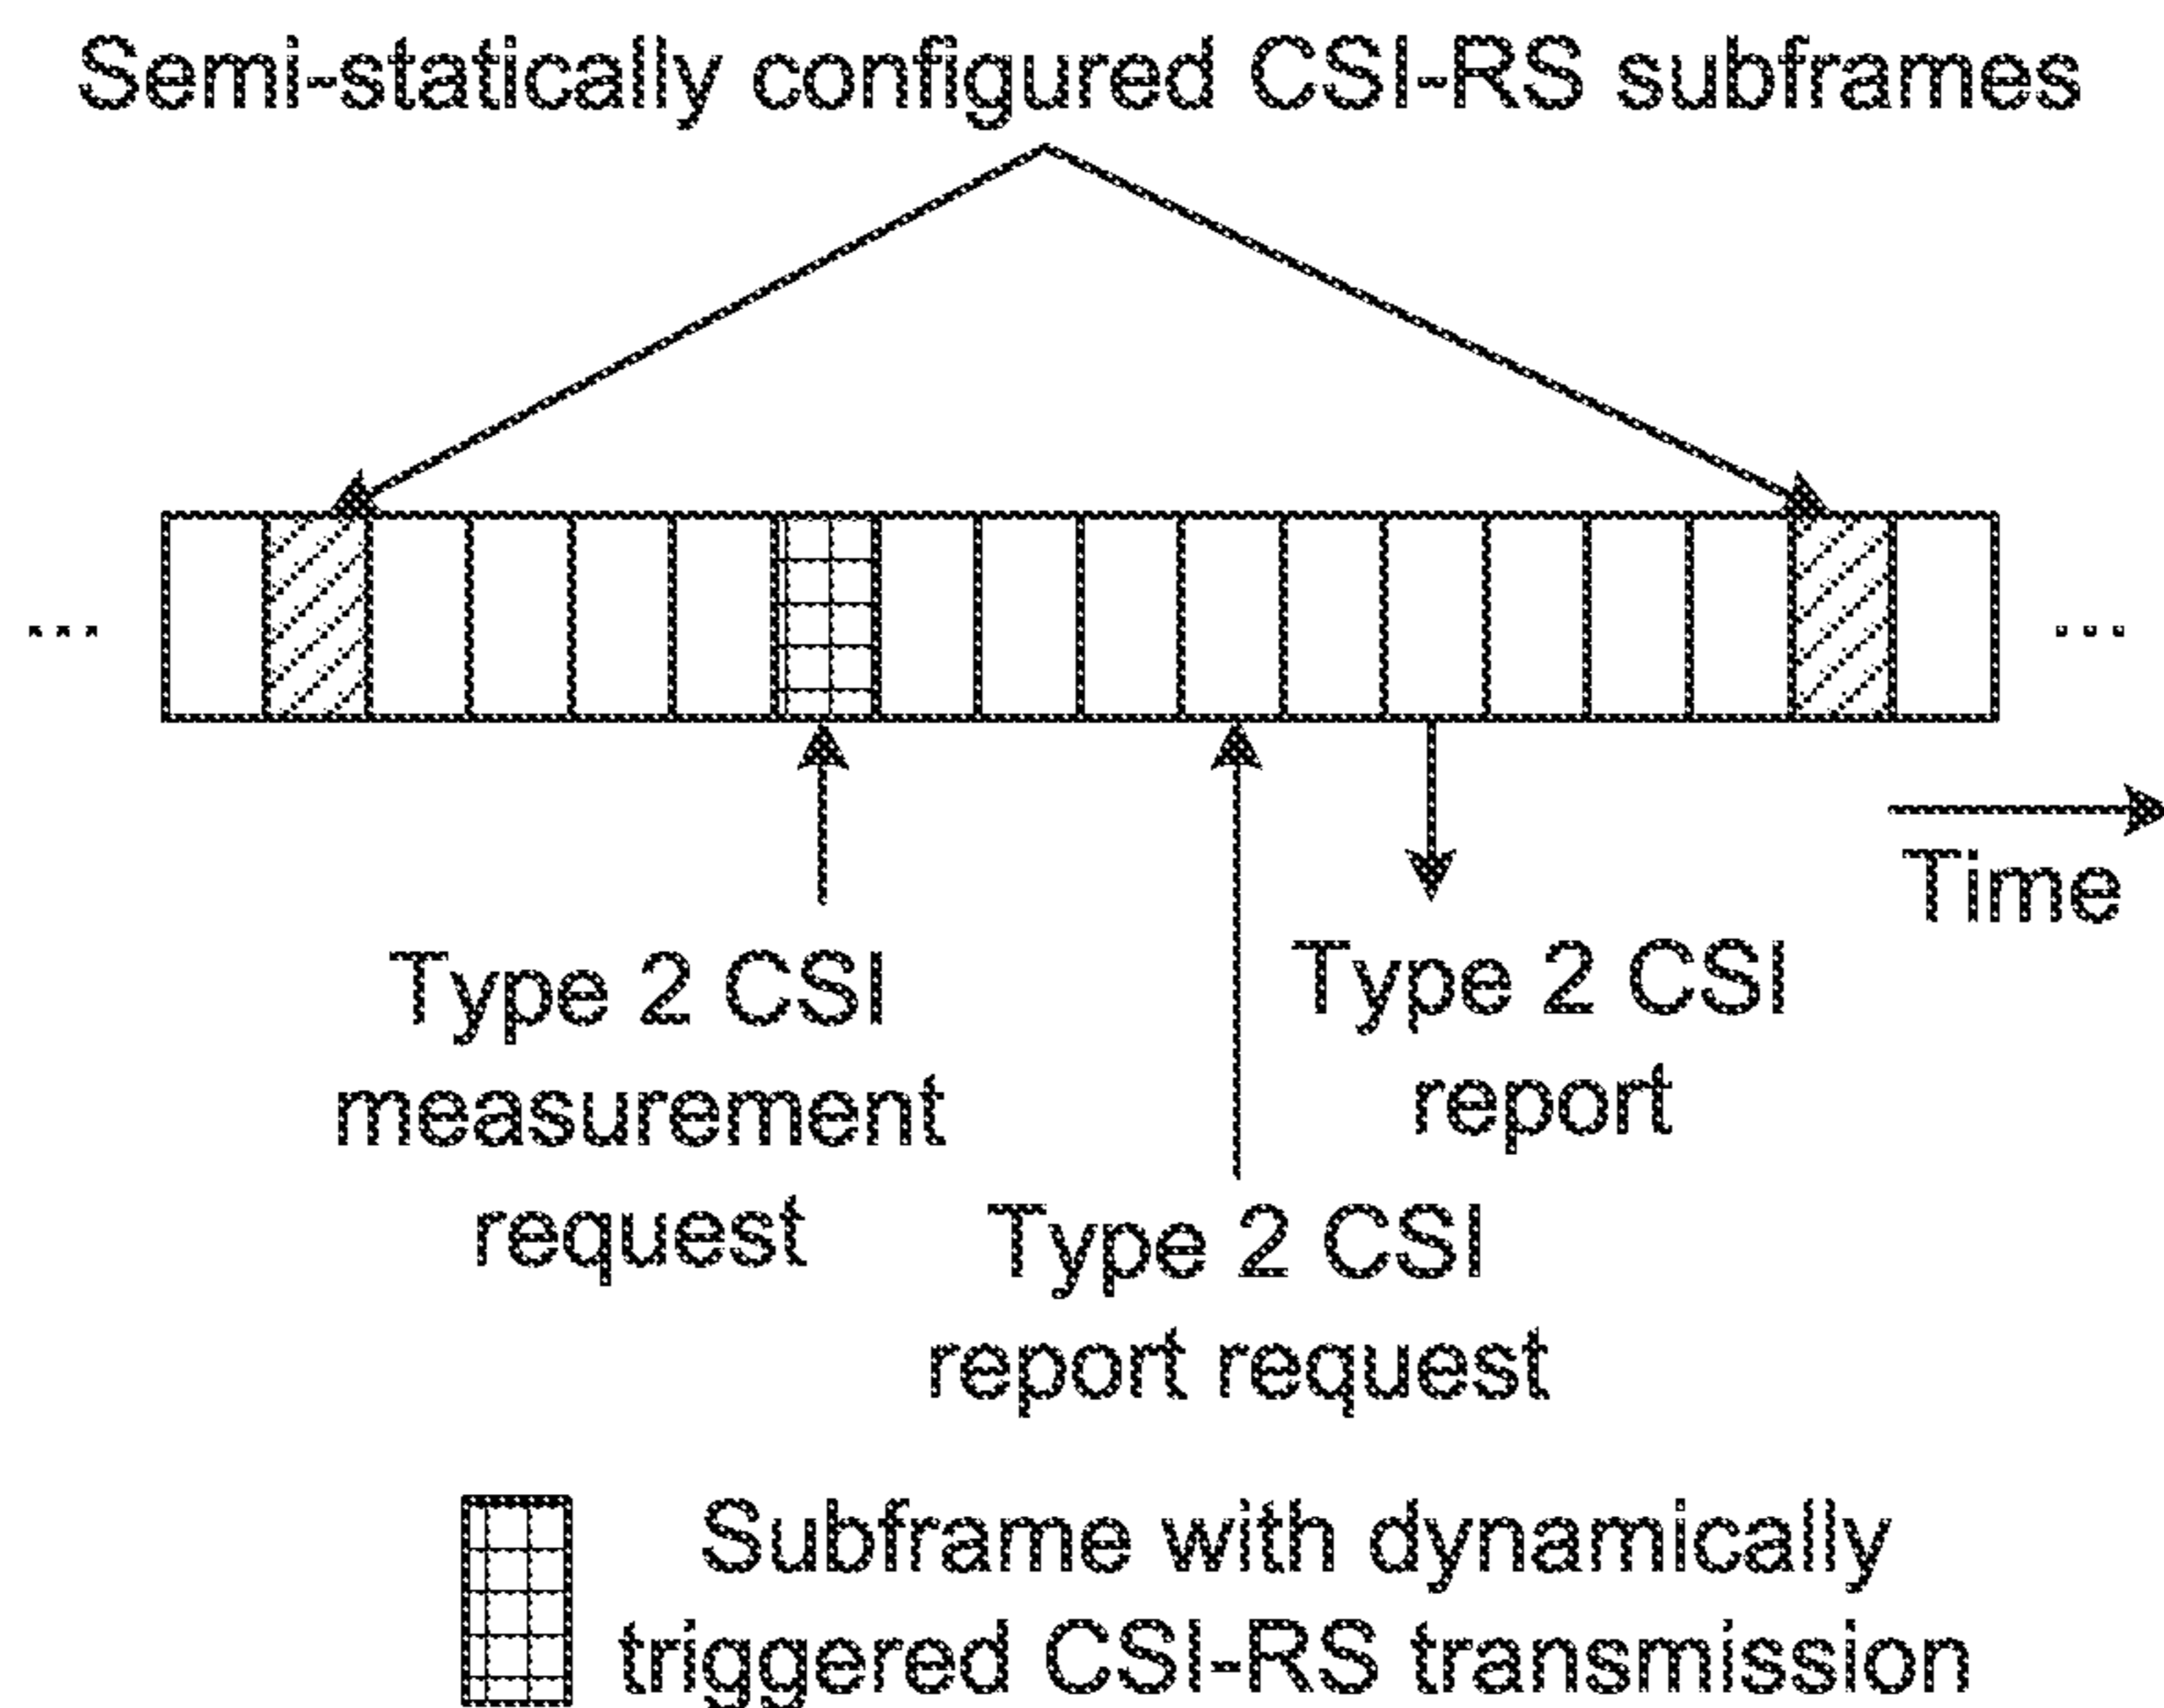 Semi-statically configured CSI-RS subframes
...
...
Time
Type 2 CSI
measurement
request
Type 2 CSI
report
Type 2 CSI
report request
Subframe with dynamically
triggered CSI-RS transmission